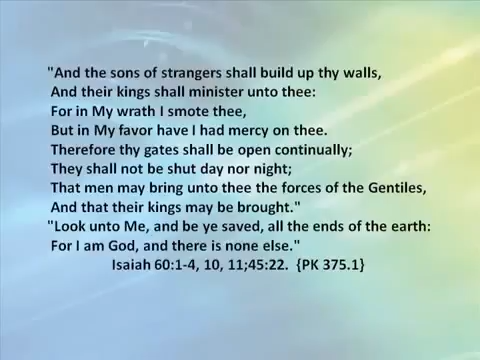 "And the sons of strangers shall build up thy walls,
And their kings shall minister unto thee:
For in My wrath I smote thee,
But in My favor have I had mercy on thee.
Therefore thy gates shall be open continually;
They shall not be shut day nor night;
That men may bring unto thee the forces of the Gentiles,
And that their kings may be brought."
"Look unto Me, and be ye saved, all the ends of the earth:
For I am God, and there is none else."
Isaiah 60:1-4, 10, 11;45:22.  {PK 375.1}